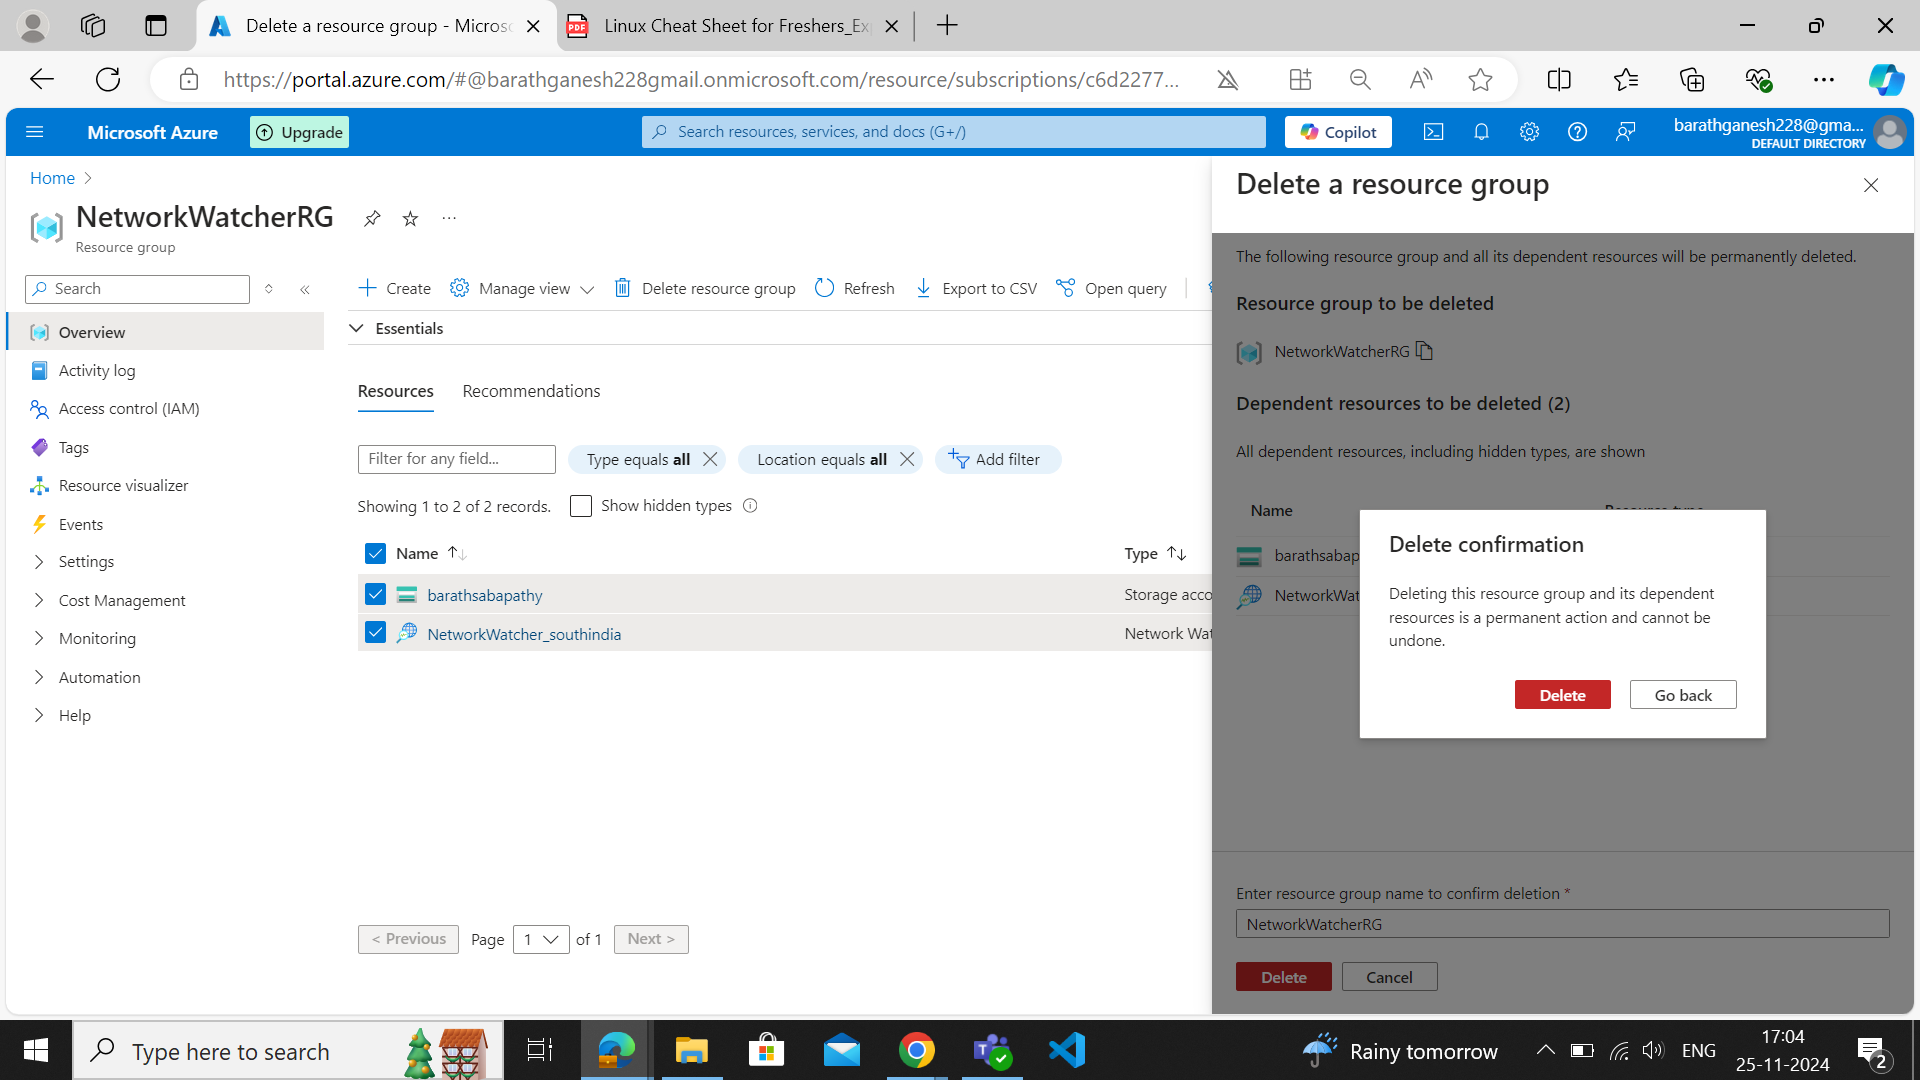 Delete a resource group - Micros
Linux Cheat Sheet for Freshers_Ex
https://portal.azure.com/#@barathganesh228gmail.onmicrosoft.com/resource/subscriptions/c6d2277...
Microsoft Azure
Upgrade
Search resources, services, and docs (G+/)
Copilot
barathganesh228@gma...
DEFAULT DIRECTORY
Home
NetworkWatcherRG
Resource group
Search
Overview
Activity log
Access control (IAM)
Tags
Resource visualizer
Events
Settings
Cost Management
Monitoring
Automation
Help
Create
Manage view
Delete resource group
Refresh
Export to CSV
Open query
Essentials
Resources
Recommendations
Filter for any field...
Type equals all
Location equals all
Add filter
Showing 1 to 2 of 2 records.
Show hidden types
Name
Type
barathsabapathy
Storage acco
NetworkWatcher_southindia
Network Wat
< Previous
Page
1
of 1
Next >
Delete a resource group
The following resource group and all its dependent resources will be permanently deleted.
Resource group to be deleted
NetworkWatcherRG
Dependent resources to be deleted (2)
All dependent resources, including hidden types, are shown
Name
Resource type
barathsabap
NetworkWat
Delete confirmation
Deleting this resource group and its dependent
resources is a permanent action and cannot be
undone.
Delete
Go back
Enter resource group name to confirm deletion *
NetworkWatcherRG
Delete
Cancel
Type here to search
Rainy tomorrow
ENG
17:04
25-11-2024
2